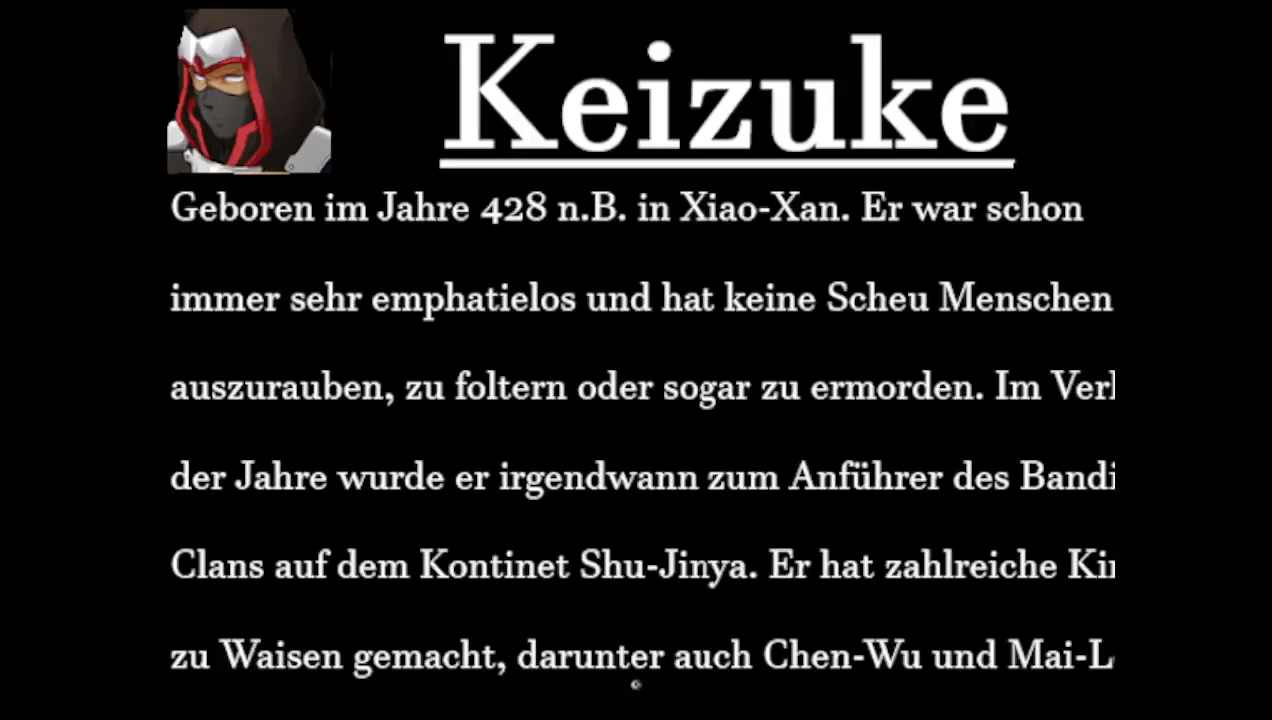 Keizuke
Geboren im Jahre 428 n.B. in Xiao-Xan. Er war schon
immer sehr emphatielos und hat keine Scheu Menschen
auszurauben, zu foltern oder sogar zu ermorden. Im
der Jahre wurde er irgendwann zum Anführer des
Clans auf dem Kontinet Shu-Jinya. Er hat zahlreiche
zu Waisen gemacht, darunter auch Chen-Wu und